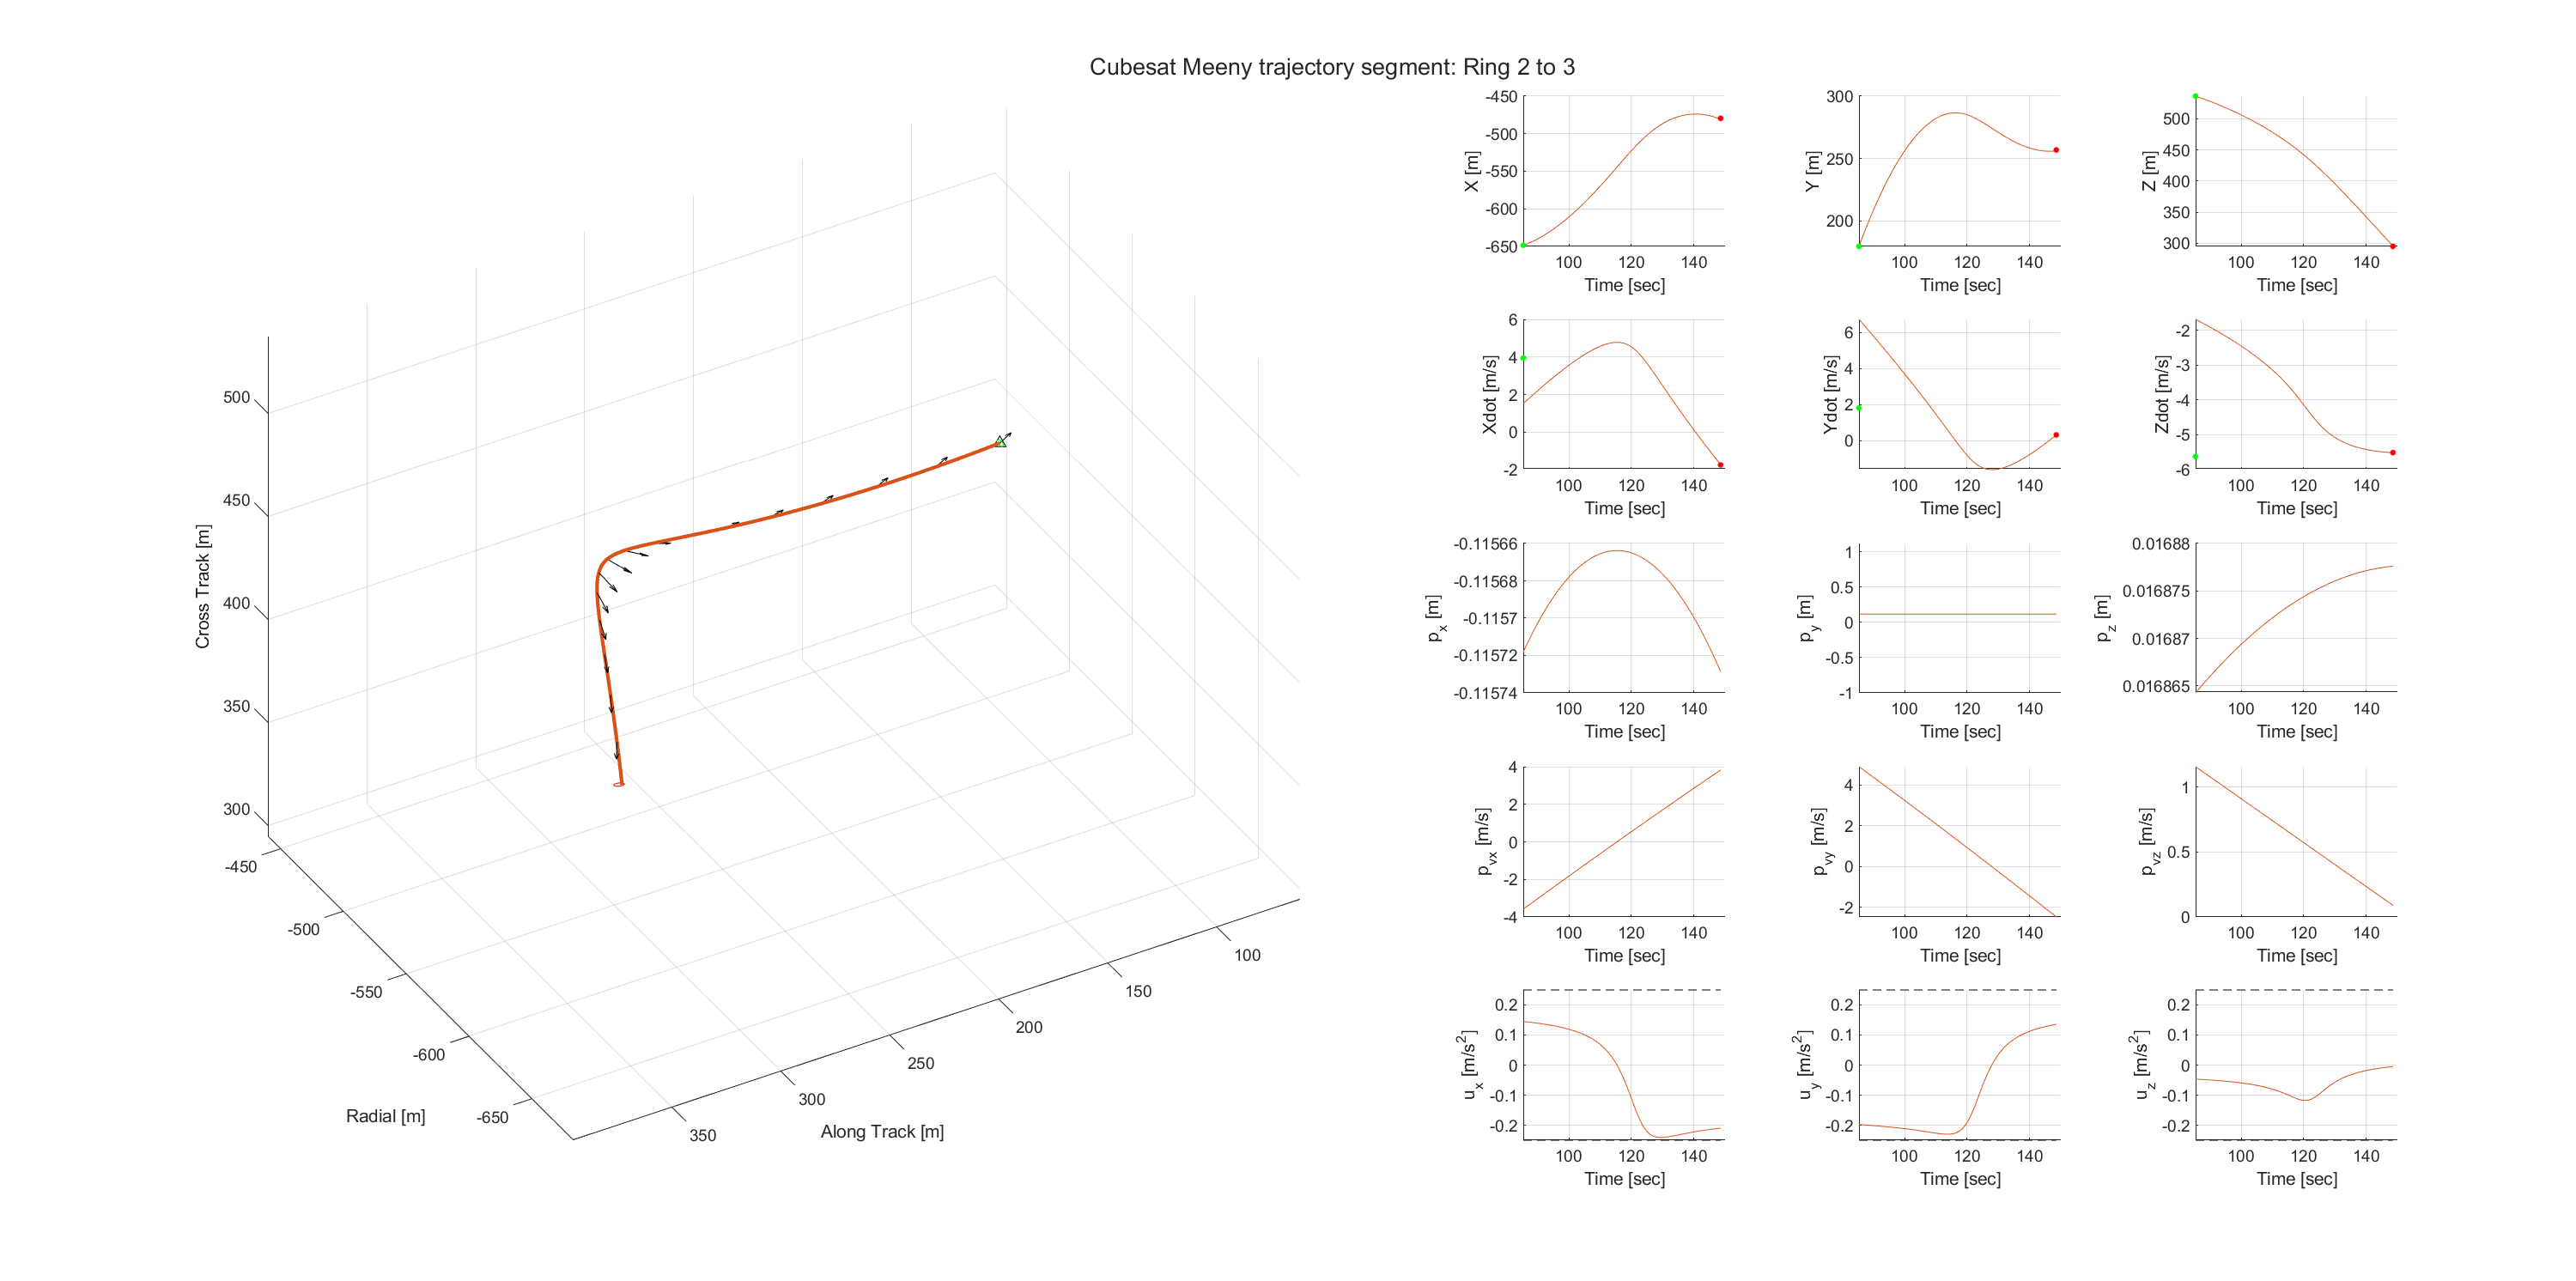 Cubesat Meeny trajectory segment: Ring 2 to 3
Cross Track [m]
500
450
400
350
300
Radial [m]
-450
-500
-550
-600
-650
Along Track [m]
350
300
250
200
150
100
X [m]
-450
-500
-550
-600
-650
100 120 140
Time [sec]
Y [m]
300
250
200
100 120 140
Time [sec]
Z [m]
500
450
400
350
300
100 120 140
Time [sec]
Xdot [m/s]
6
4
2
0
-2
100 120 140
Time [sec]
Ydot [m/s]
6
4
2
0
100 120 140
Time [sec]
Zdot [m/s]
-2
-3
-4
-5
-6
100 120 140
Time [sec]
p_x [m]
-0.11566
-0.11568
-0.1157
-0.11572
-0.11574
100 120 140
Time [sec]
p_y [m]
1
0.5
0
-0.5
-1
100 120 140
Time [sec]
p_z [m]
0.01688
0.016875
0.01687
0.016865
100 120 140
Time [sec]
p_vx [m/s]
4
2
0
-2
-4
100 120 140
Time [sec]
p_vy [m/s]
4
2
0
-2
100 120 140
Time [sec]
p_vz [m/s]
1
0.5
0
100 120 140
Time [sec]
u_x [m/s²]
0.2
0.1
0
-0.1
-0.2
100 120 140
Time [sec]
u_y [m/s²]
0.2
0.1
0
-0.1
-0.2
100 120 140
Time [sec]
u_z [m/s²]
0.2
0.1
0
-0.1
-0.2
100 120 140
Time [sec]